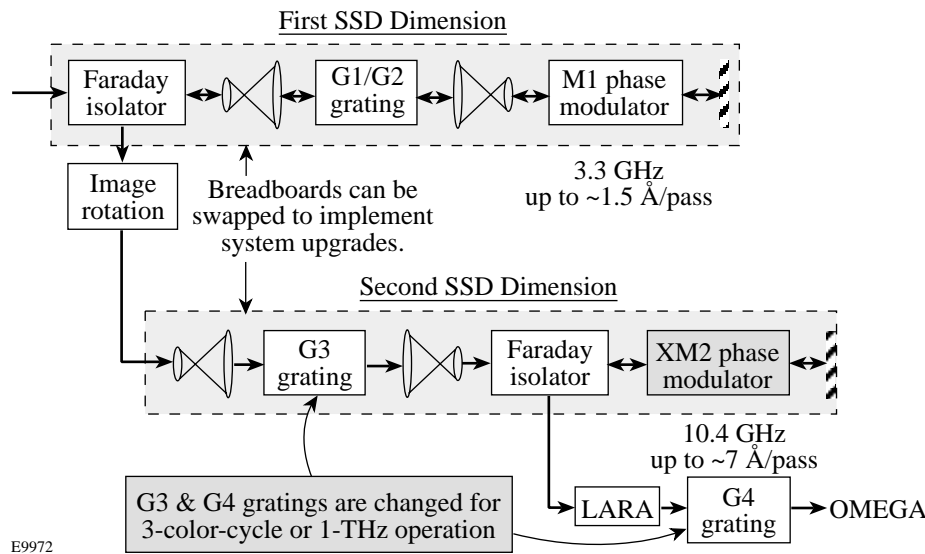 First SSD Dimension
Faraday
isolator
G1/G2
grating
M1 phase
modulator
3.3 GHz
up to ~1.5 Å/pass
Image
rotation
Breadboards can be
swapped to implement
system upgrades.
Second SSD Dimension
G3
grating
Faraday
isolator
XM2 phase
modulator
10.4 GHz
up to ~7 Å/pass
G3 & G4 gratings are changed for
3-color-cycle or 1-THz operation
LARA
G4
grating
OMEGA
E9972